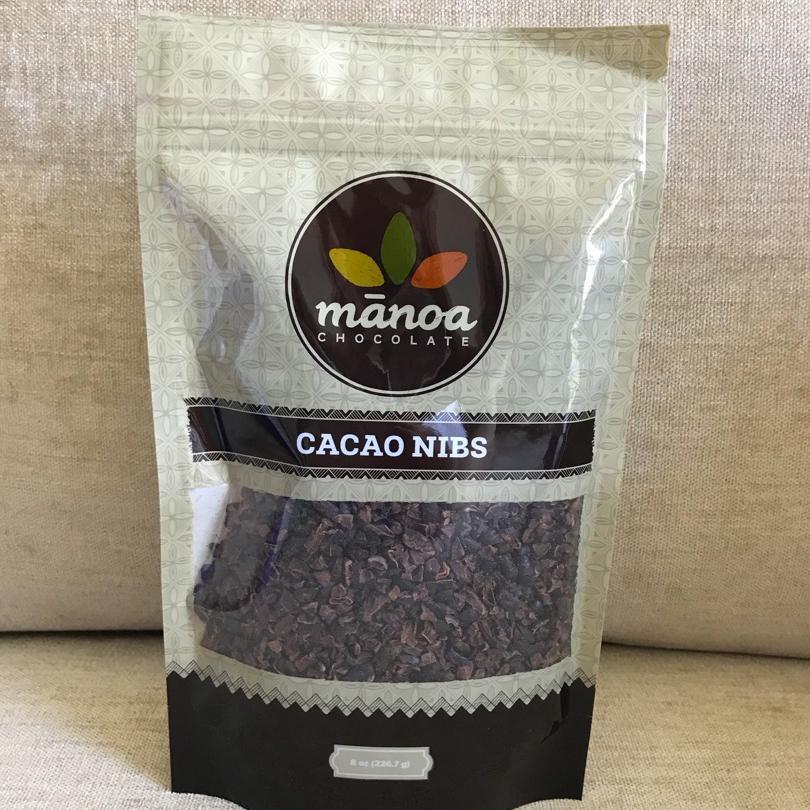 mānoa
CHOCOLATE
CACAO NIBS
8 oz (226.7 g)